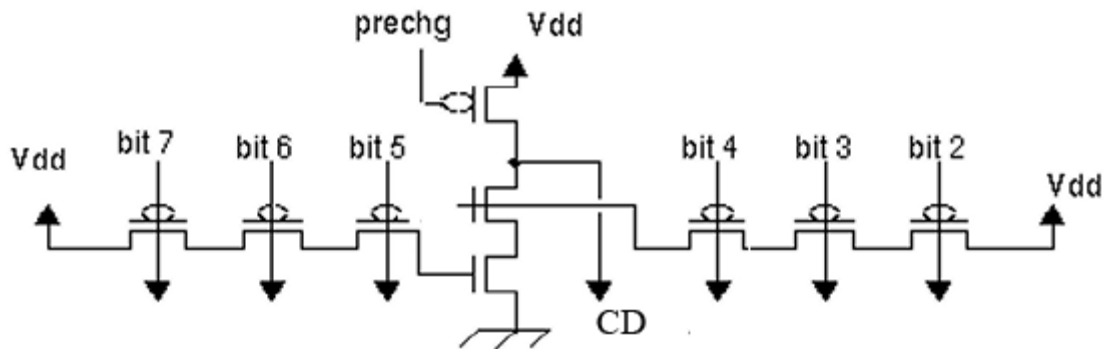 prechg
Vdd
Vdd
bit 7
bit 6
bit 5
bit 4
bit 3
bit 2
Vdd
CD